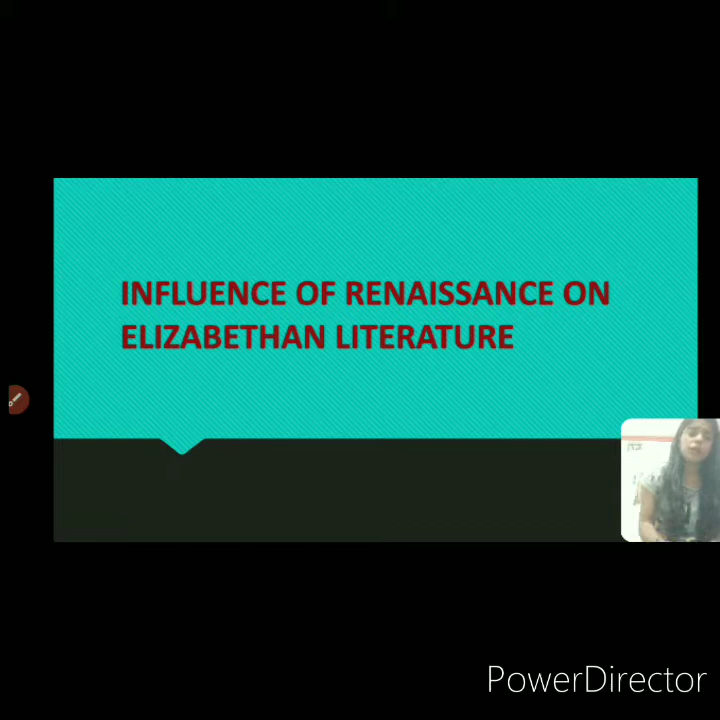 INFLUENCE OF RENAISSANCE ON
ELIZABETHAN LITERATURE
PowerDirector